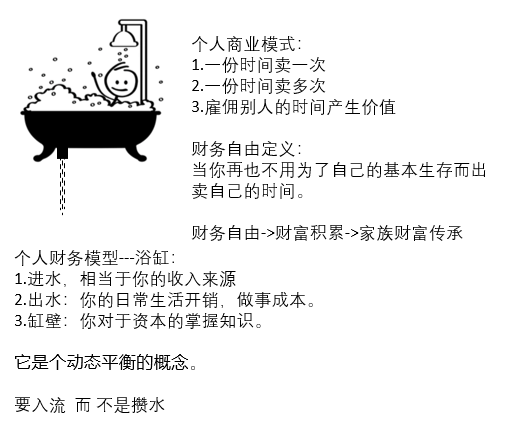 个人商业模式：
1.一份时间卖一次
2.一份时间卖多次
3.雇佣别人的时间产生价值
财务自由定义：
当你再也不用为了自己的基本生存而出
卖自己的时间。
财务自由->财富积累->家族财富传承
个人财务模型---浴缸：
1.进水，相当于你的收入来源
2.出水：你的日常生活开销，做事成本。
3.缸壁：你对于资本的掌握知识。
它是个动态平衡的概念。
要入流 而 不是攒水